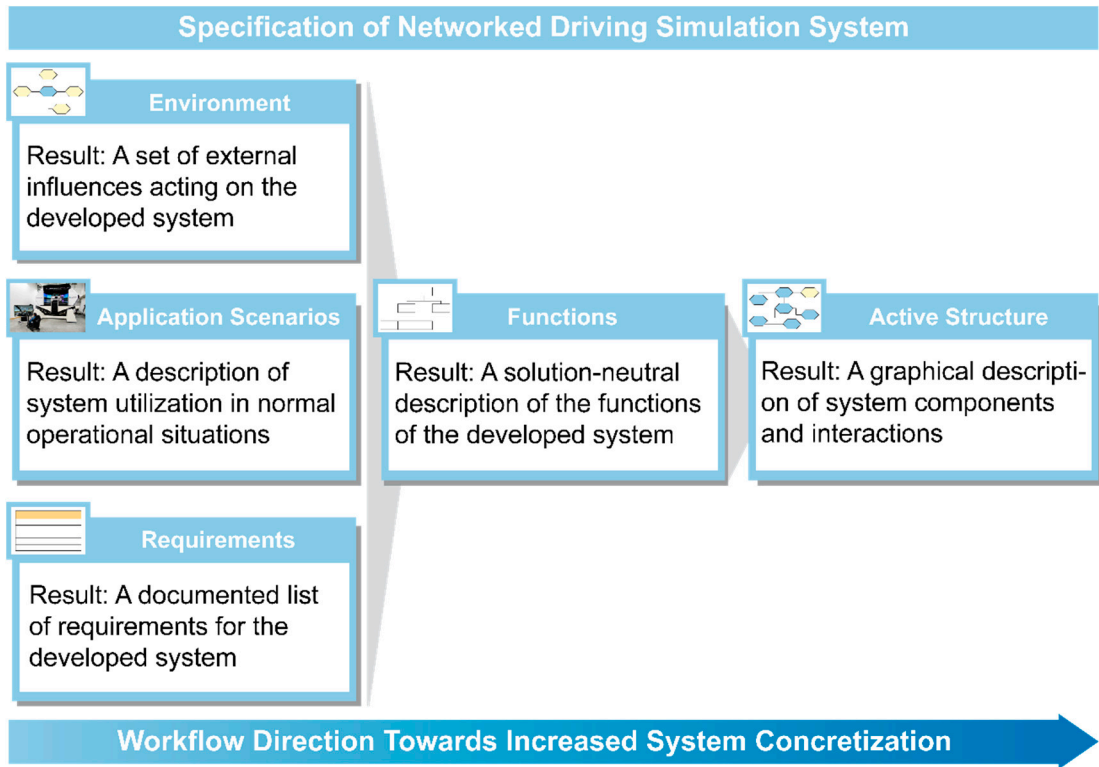 Specification of Networked Driving Simulation System
Environment
Result: A set of external
influences acting on the
developed system
Application Scenarios
Result: A description of
system utilization in normal
operational situations
Requirements
Result: A documented list
of requirements for the
developed system
Functions
Result: A solution-neutral
description of the functions
of the developed system
Active Structure
Result: A graphical descripti-
on of system components
and interactions
Workflow Direction Towards Increased System Concretization